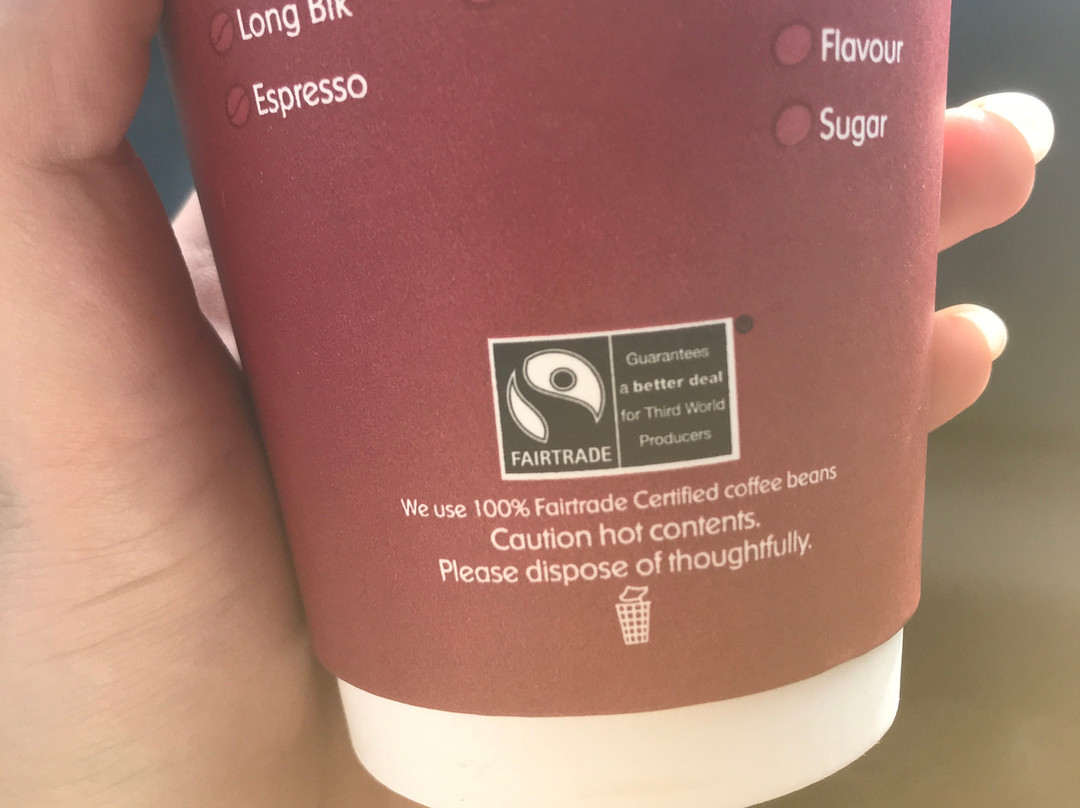 Long Blk
Espresso
Flavour
Sugar
FAIRTRADE
Guarantees
a better deal
for Third World
Producers
We use 100% Fairtrade Certified coffee beans
Caution hot contents.
Please dispose of thoughtfully.